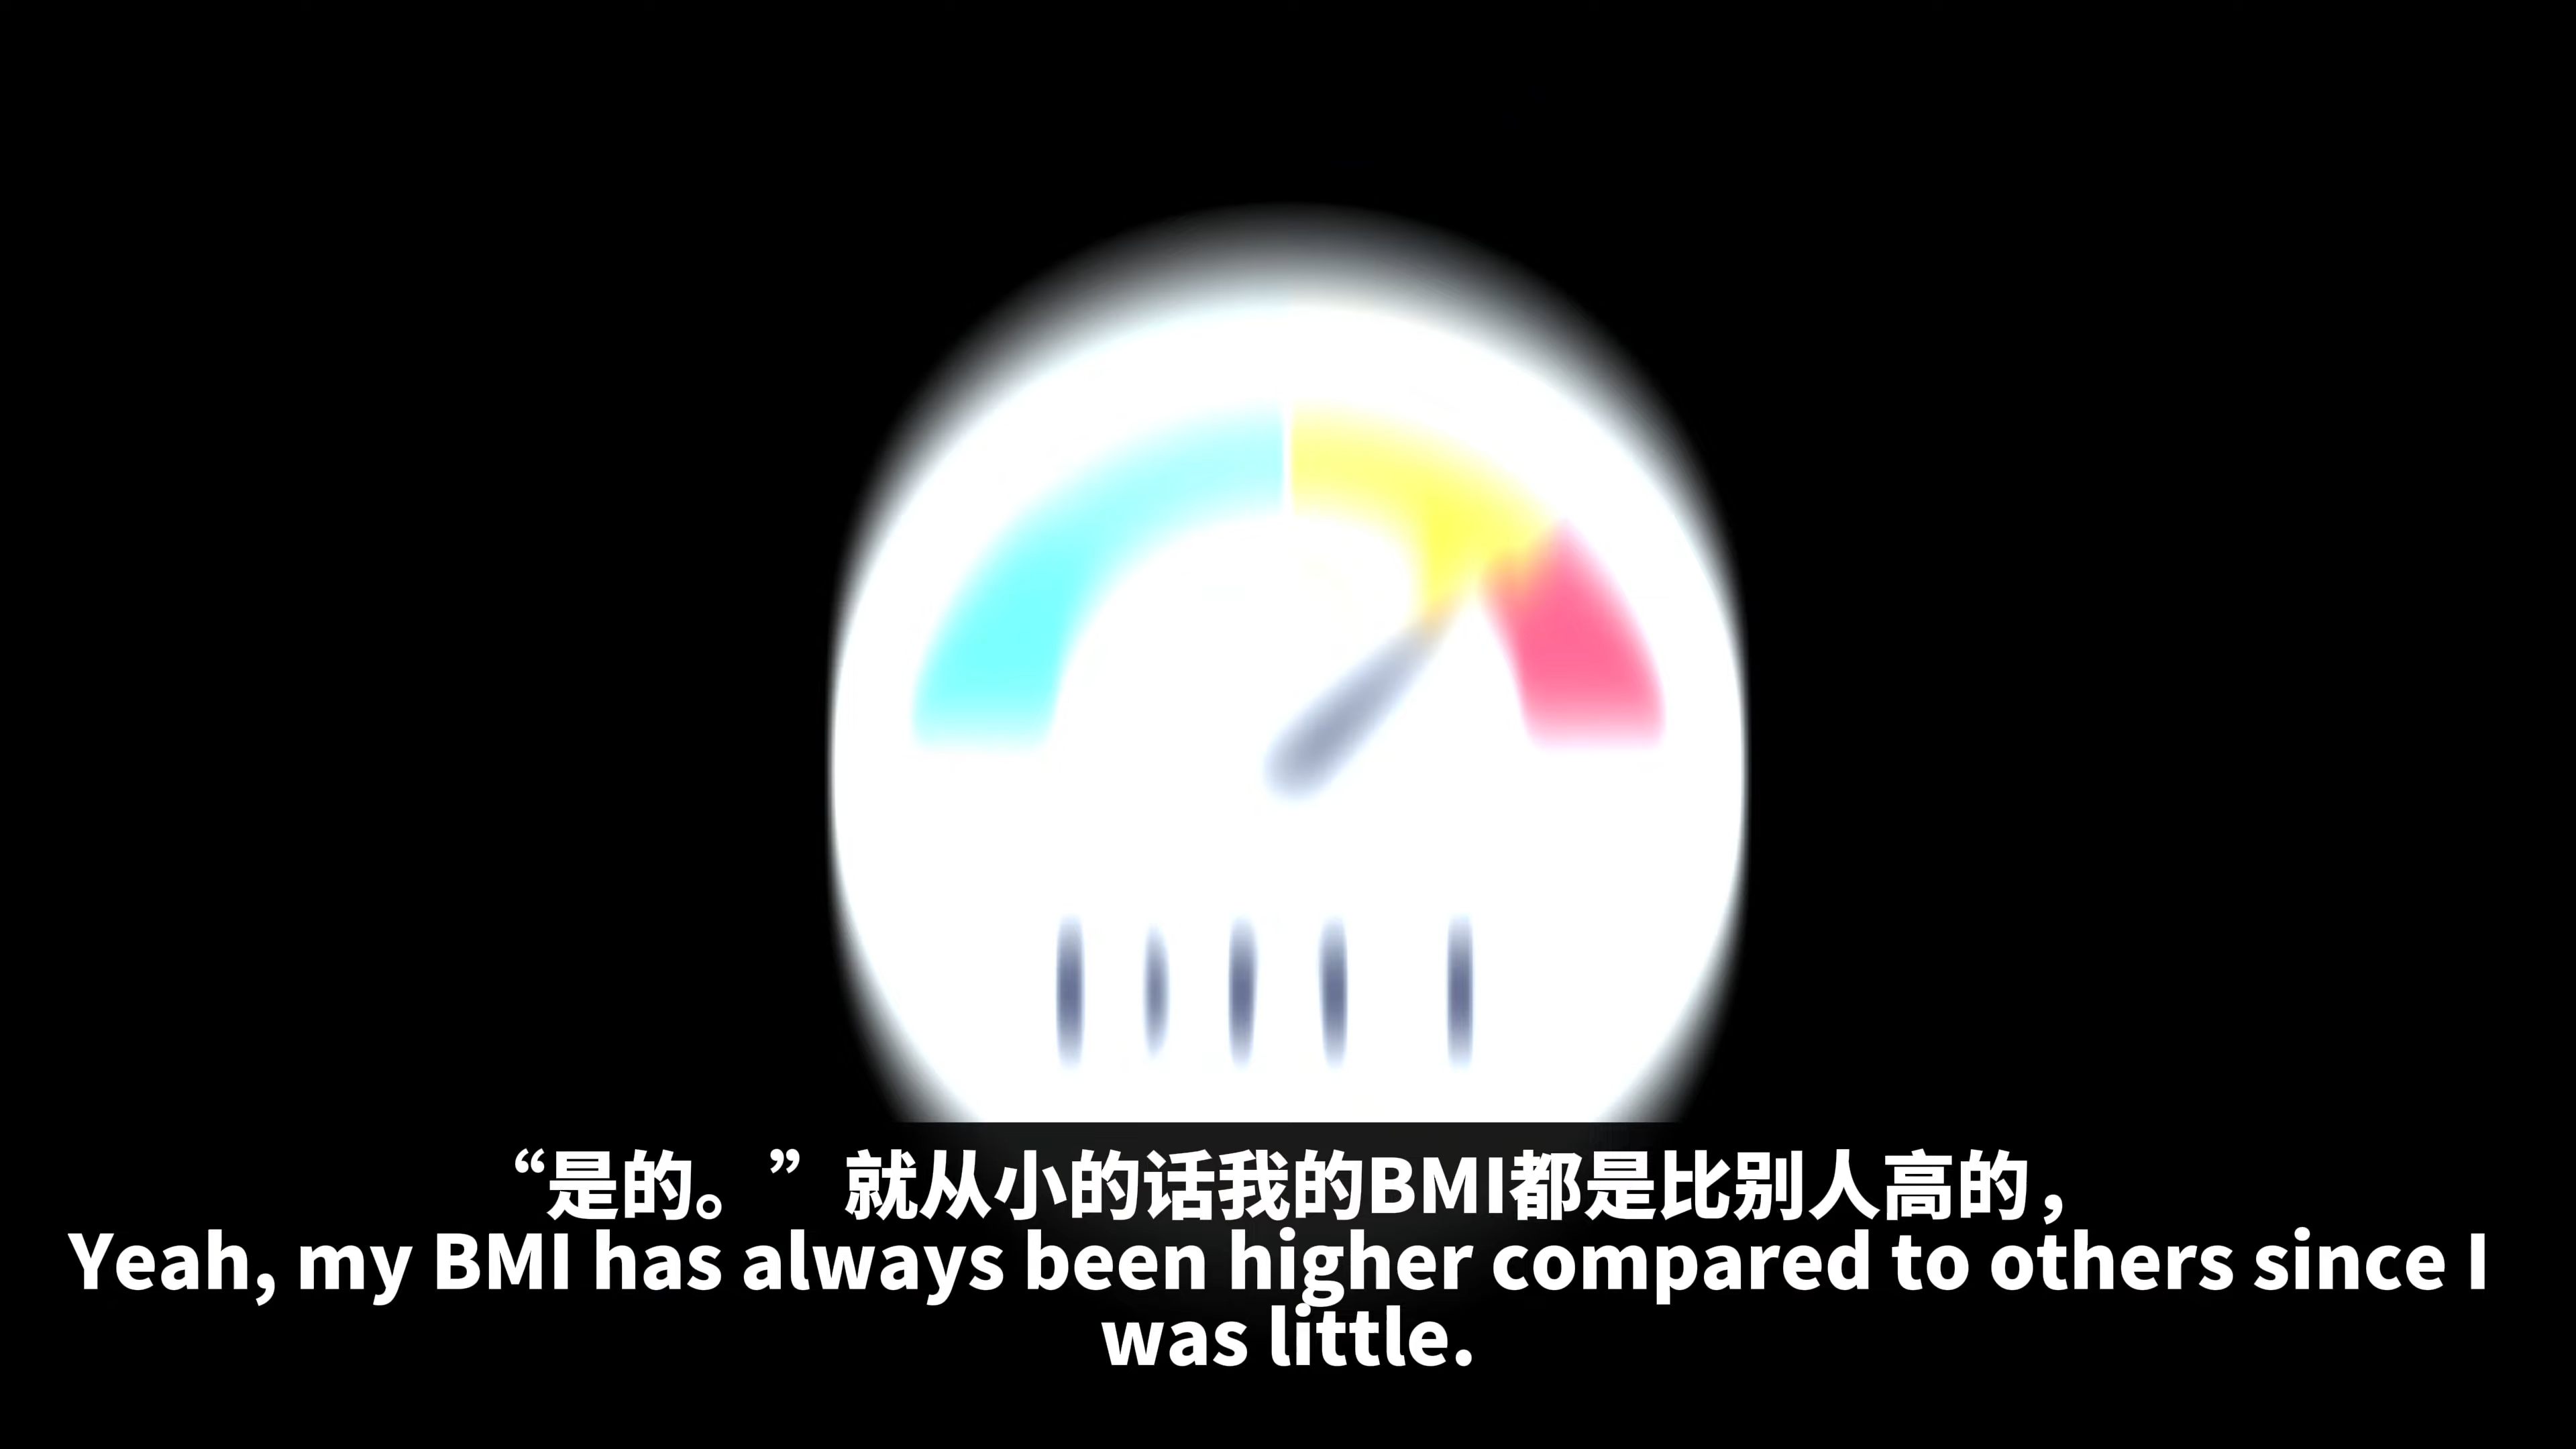 “是的。”就从小的话我的BMI都是比别人高的，
Yeah, my BMI has always been higher compared to others since I
was little.